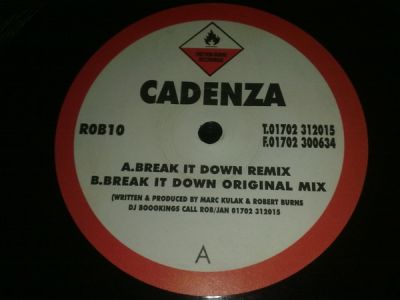 CADENZA
ROB10
T.01702 312015
F.01702 300634
A.BREAK IT DOWN REMIX
B.BREAK IT DOWN ORIGINAL MIX
(WRITTEN & PRODUCED BY MARC KULAK & ROBERT BURNS
DJ BOOOKINGS CALL ROB/JAN 01702 312015
A